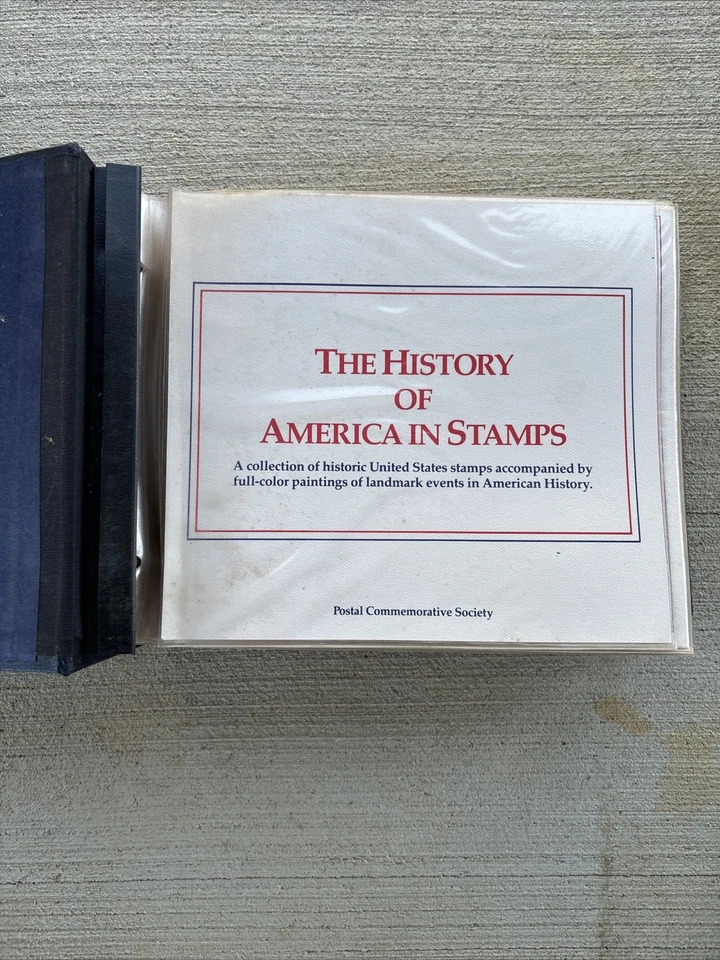 THE HISTORY
OF
AMERICA IN STAMPS
A collection of historic United States stamps accompanied by
full-color paintings of landmark events in American History.
Postal Commemorative Society